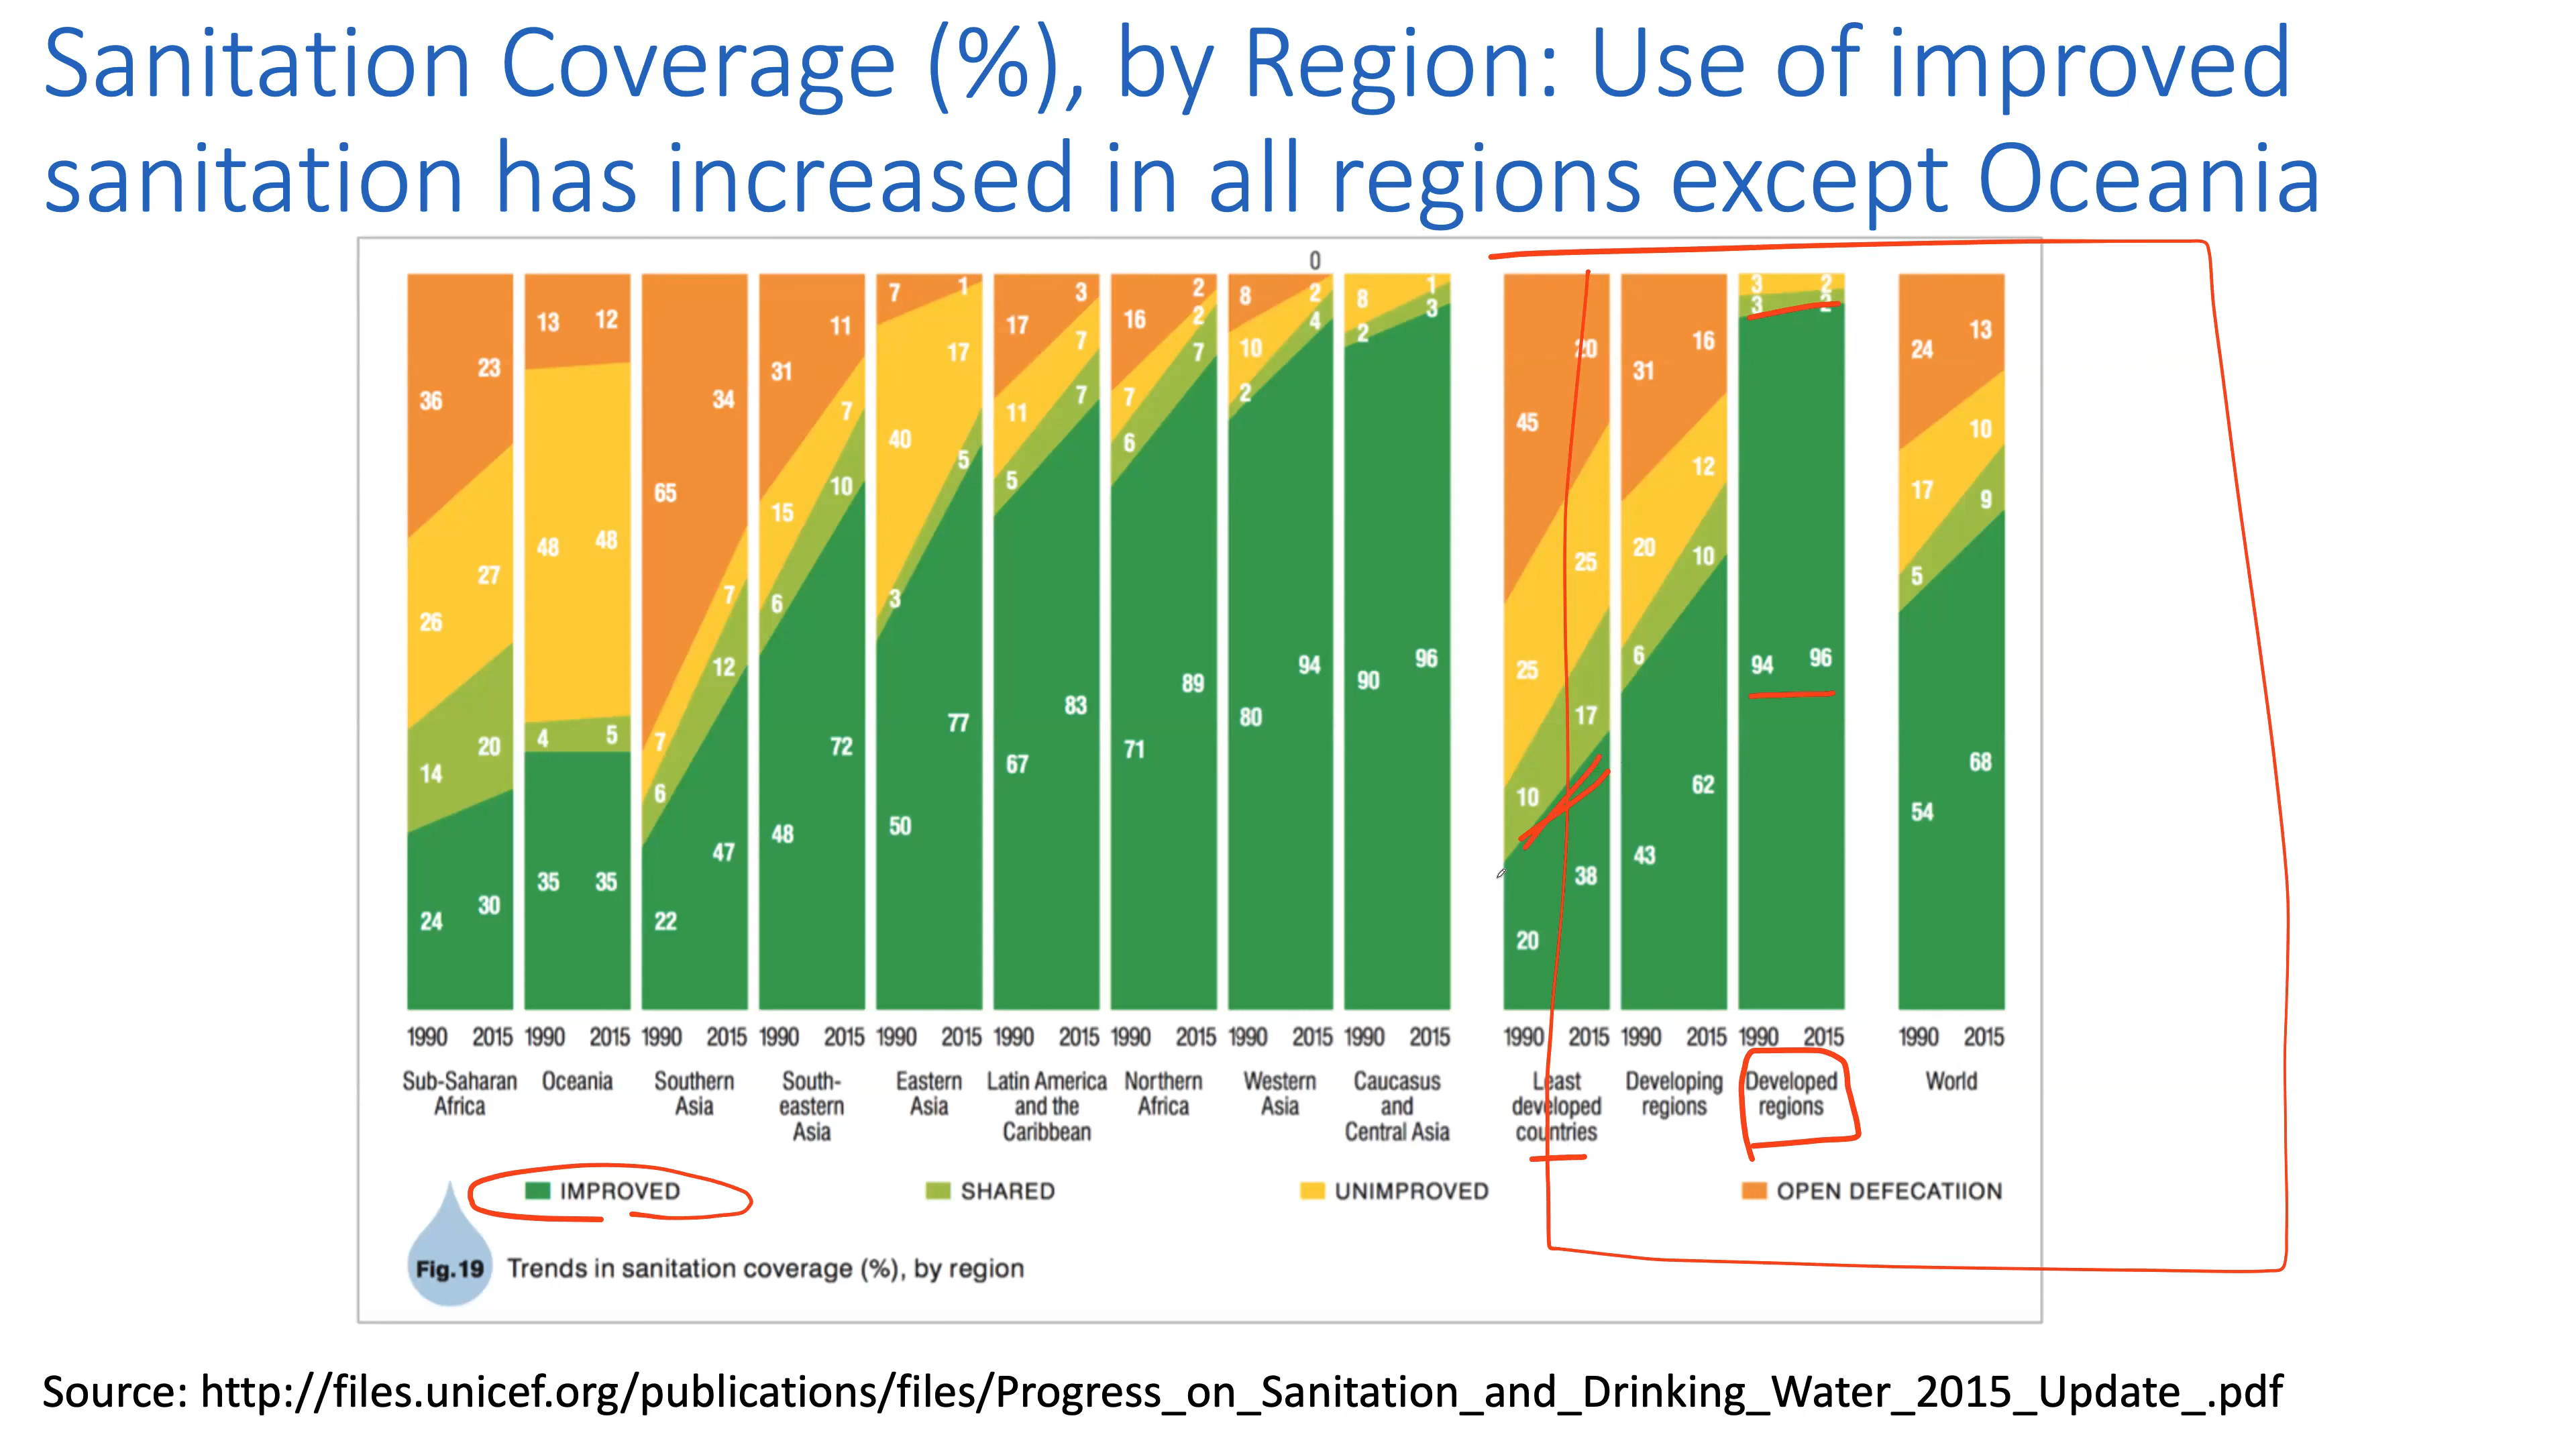 Sanitation Coverage (%), by Region: Use of improved
sanitation has increased in all regions except Oceania
0
36 23 26 27 14 20 24 30
13 12 48 48 4 5 35 35
65 34 7 7 6 12 22 47
31 11 15 7 6 10 48 72
7 1 40 17 3 5 50 77
17 3 11 7 5 7 67 83
16 2 7 2 6 7 71 89
8 10 2 2 4 80 94
8 1 2 3 90 96
45 20 25 25 10 17 20 38
31 16 20 12 6 10 43 62
3 2 3 2 94 96
24 13 17 10 5 9 54 68
1990 2015 1990 2015 1990 2015 1990 2015 1990 2015 1990 2015 1990 2015 1990 2015 1990 2015 1990 2015 1990 2015 1990 2015 1990 2015
Sub-Saharan
Africa
Oceania
Southern
Asia
South-
eastern
Asia
Eastern
Asia
Latin America
and the
Caribbean
Northern
Africa
Western
Asia
Caucasus
and
Central Asia
Least
developed
countries
Developing
regions
Developed
regions
World
IMPROVED SHARED UNIMPROVED OPEN DEFECATIION
Fig.19 Trends in sanitation coverage (%), by region
Source: http://files.unicef.org/publications/files/Progress_on_Sanitation_and_Drinking_Water_2015_Update_.pdf